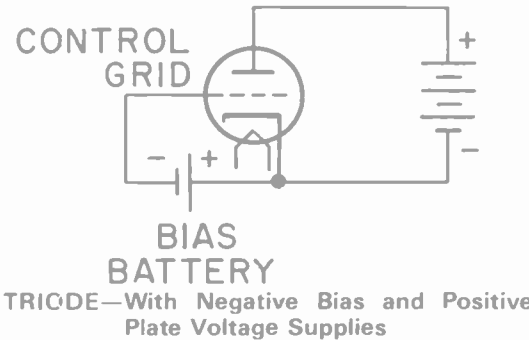 CONTROL
GRID
+
-
- +
BIAS
BATTERY
TRIODE—With Negative Bias and Positive
Plate Voltage Supplies